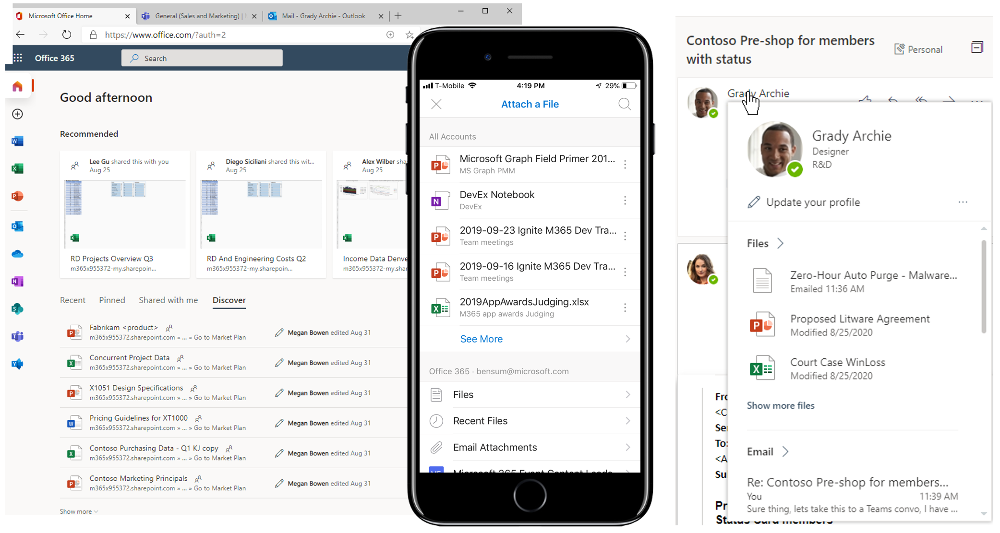 Microsoft Office Home
General (Sales and Marketing) |
Mail - Grady Archie - Outlook
https://www.office.com/?auth=2
Office 365
Search
Good afternoon
Recommended
Lee Gu shared this with you
Aug 25
RD Projects Overview Q3
m365x955372-my.sharepoin...
Diego Siciliani shared this wit...
Aug 25
RD And Engineering Costs Q2
m365x955372-my.sharepoin...
Alex Wilber sha
Aug 25
Income Data Denve
m365x955372-my.sharepoin
Recent Pinned Shared with me Discover
Fabrikam <product>
m365x955372.sharepoint.com » ... » Go to Market Plan
Megan Bowen edited Aug 31
Concurrent Project Data
m365x955372.sharepoint.com » ... » Go to Market Plan
Megan Bowen edited Aug 31
X1051 Design Specifications
m365x955372.sharepoint.com » ... » Go to Market Plan
Megan Bowen edited Aug 31
Pricing Guidelines for XT1000
m365x955372.sharepoint.com » ... » Go to Market Plan
Megan Bowen edited Aug 31
Contoso Purchasing Data - Q1 KJ copy
m365x955372.sharepoint.com » ... » Go to Market Plan
Megan Bowen edited Aug 31
Contoso Marketing Principals
m365x955372.sharepoint.com » ... » Go to Market Plan
Megan Bowen edited Aug 31
Show more
T-Mobile 4:19 PM 29%
Attach a File
All Accounts
Microsoft Graph Field Primer 201...
MS Graph PMM
DevEx Notebook
DevEx
2019-09-23 Ignite M365 Dev Tra...
Team meetings
2019-09-16 Ignite M365 Dev Tra...
Team meetings
2019AppAwardsJudging.xlsx
M365 app awards Judging
See More
Office 365 · bensum@microsoft.com
Files
Recent Files
Email Attachments
Microsoft 365 Event Content Leads
Contoso Pre-shop for members
with status
Personal
Grady Archie
Grady Archie
Designer
R&D
Update your profile
Files
Zero-Hour Auto Purge - Malware...
Emailed 11:36 AM
Proposed Litware Agreement
Modified 8/25/2020
Court Case WinLoss
Modified 8/25/2020
Show more files
Email
Re: Contoso Pre-shop for members...
You 11:39 AM
Sure thing, lets take this to a Teams convo, I have ...
Fro
<C
Se
To:
<A
Su
Pr
Status Card members